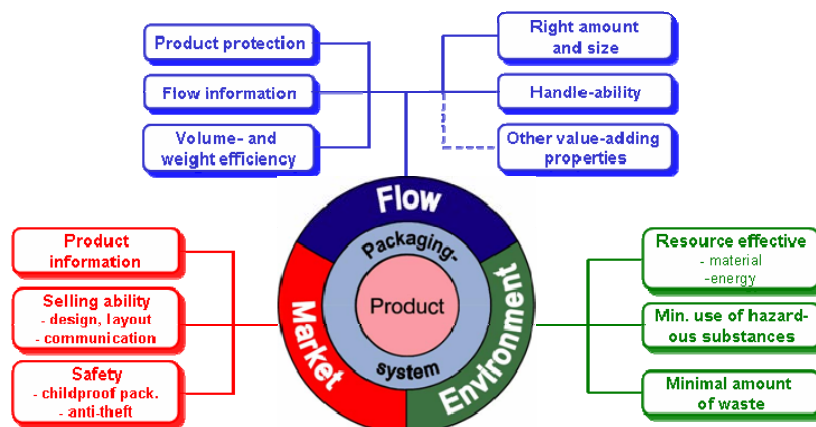 Product protection
Flow information
Volume- and
weight efficiency
Right amount
and size
Handle-ability
Other value-adding
properties
Flow
Packaging-
system
Product
Market
Environment
Product
information
Selling ability
- design, layout
- communication
Safety
- childproof pack.
- anti-theft
Resource effective
- material
-energy
Min. use of hazard-
ous substances
Minimal amount
of waste